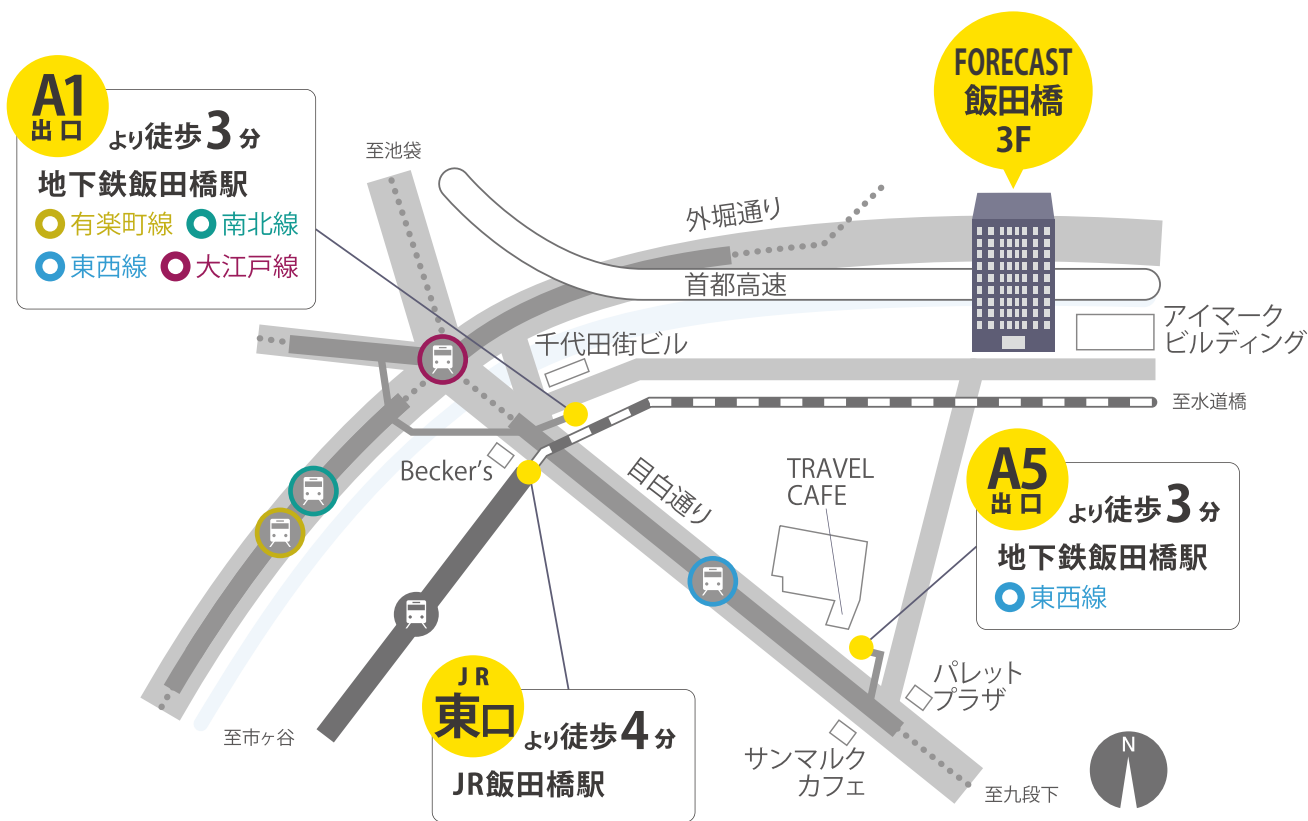 A1
出口
より徒歩3分
地下鉄飯田橋駅
有楽町線 南北線
東西線 大江戸線
至池袋
外堀通り
首都高速
FORECAST
飯田橋
3F
千代田街ビル
アイマーク
ビルディング
至水道橋
Becker's
目白通り
TRAVEL
CAFE
A5
出口
より徒歩3分
地下鉄飯田橋駅
東西線
パレット
プラザ
サンマルク
カフェ
至市ヶ谷
JR
東口
より徒歩4分
JR飯田橋駅
至九段下
N